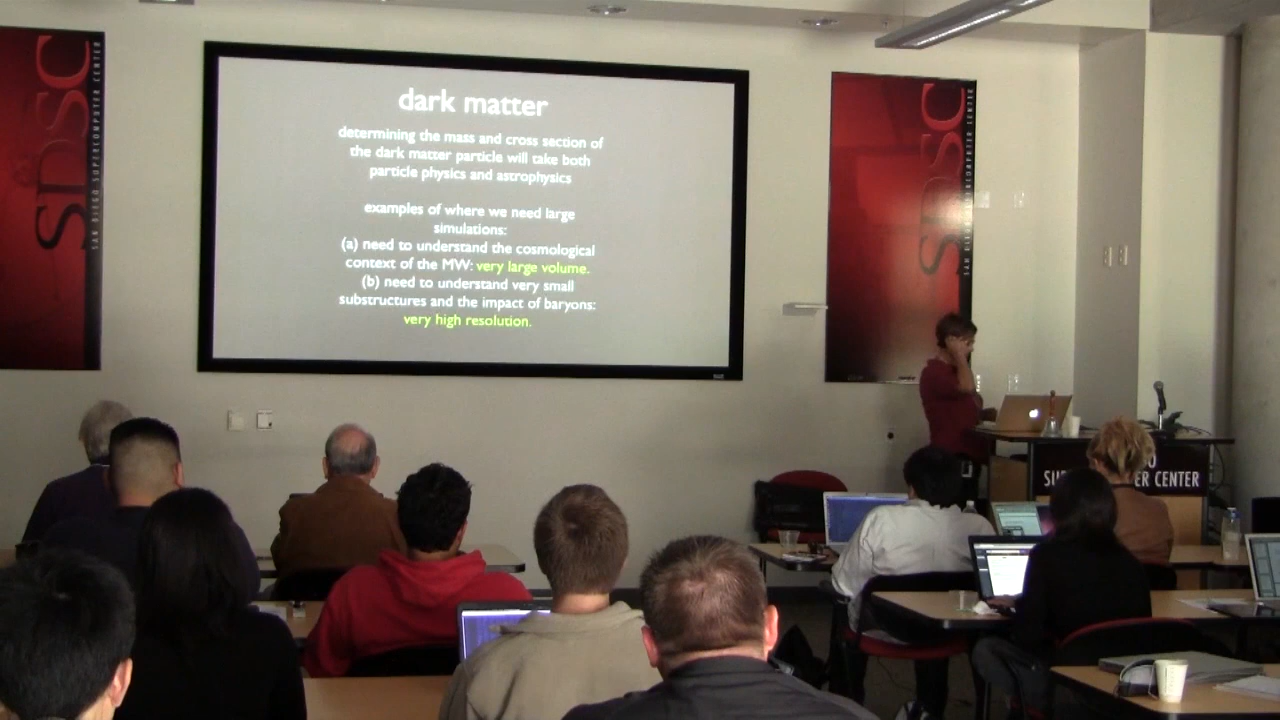 SDSC
SAN DIEGO SUPERCOMPUTER CENTER
dark matter
determining the mass and cross section of
the dark matter particle will take both
particle physics and astrophysics
examples of where we need large
simulations:
(a) need to understand the cosmological
context of the MW: very large volume.
(b) need to understand very small
substructures and the impact of baryons:
very high resolution.
SDSC
SAN DIEGO SUPERCOMPUTER CENTER
ER CENTER